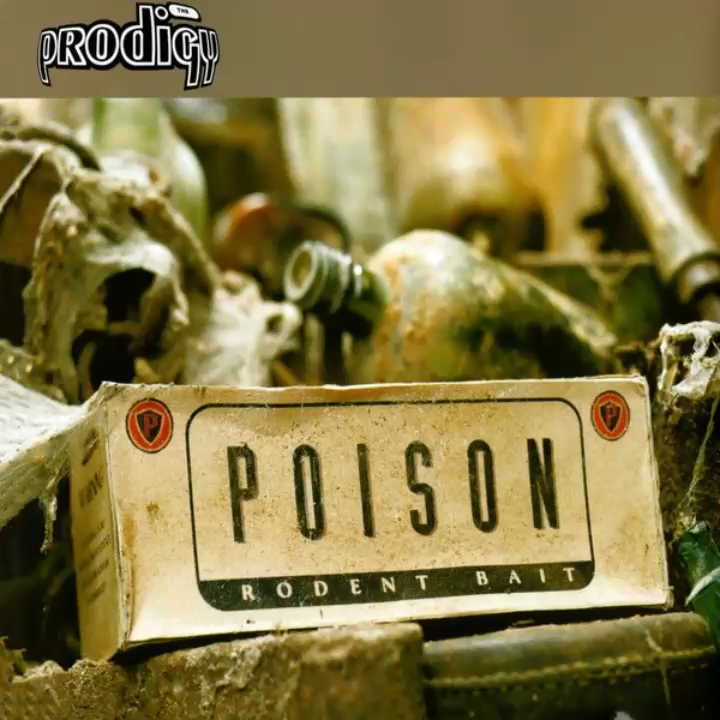 THE
PRODIGY
P
P
POISON
RODENT BAIT